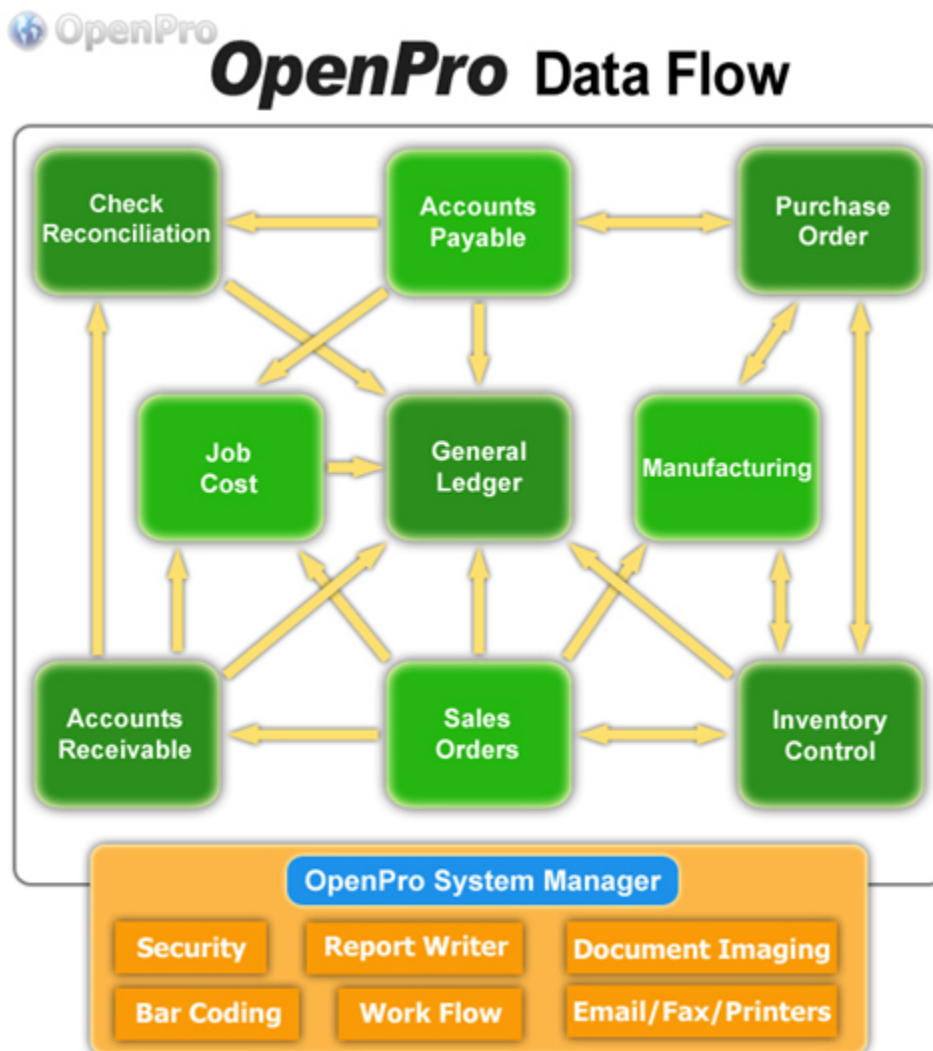 OpenPro
OpenPro Data Flow
Check
Reconciliation
Accounts
Payable
Purchase
Order
Job
Cost
General
Ledger
Manufacturing
Accounts
Receivable
Sales
Orders
Inventory
Control
OpenPro System Manager
Security
Report Writer
Document Imaging
Bar Coding
Work Flow
Email/Fax/Printers